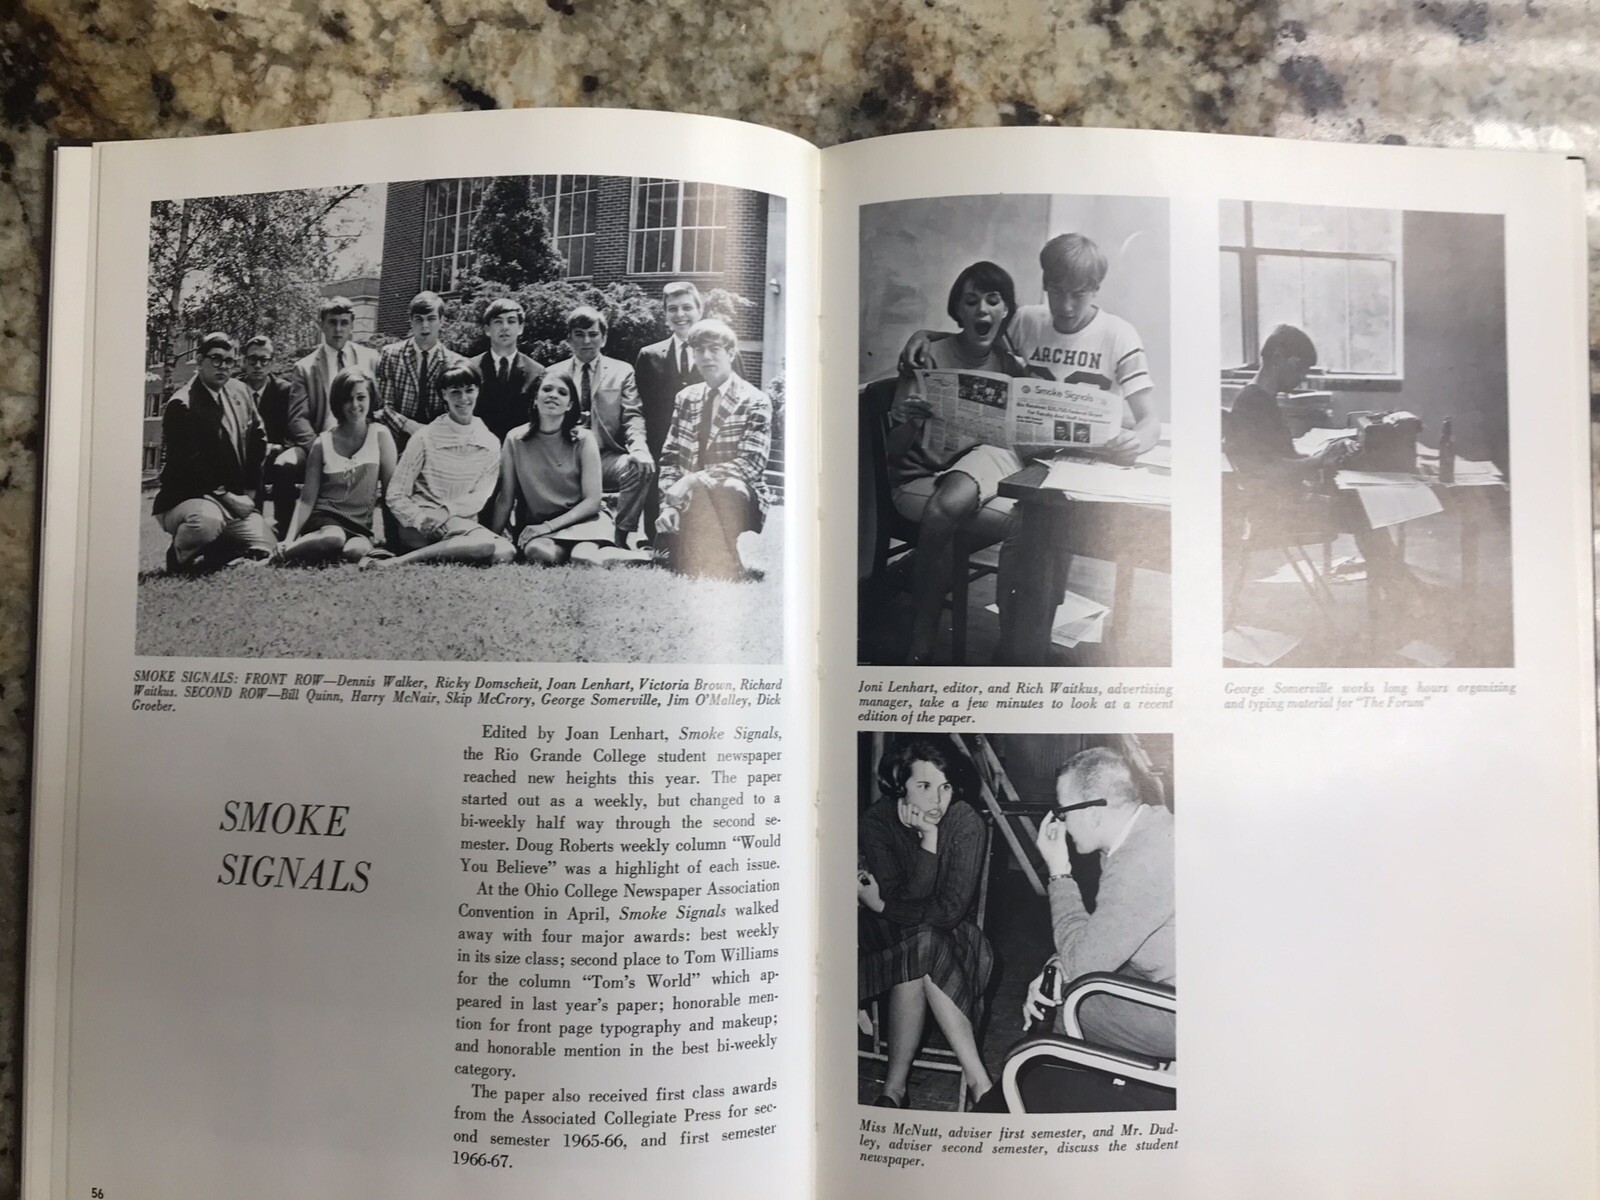 SMOKE SIGNALS: FRONT ROW—Dennis Walker, Ricky Domscheit, Joan Lenhart, Victoria Brown, Richard
Waitkus. SECOND ROW—Bill Quinn, Harry McNair, Skip McCrory, George Somerville, Jim O'Malley, Dick
Groeber.
SMOKE
SIGNALS
Edited by Joan Lenhart, Smoke Signals,
the Rio Grande College student newspaper
reached new heights this year. The paper
started out as a weekly, but changed to a
bi-weekly half way through the second se-
mester. Doug Roberts weekly column “Would
You Believe” was a highlight of each issue.
At the Ohio College Newspaper Association
Convention in April, Smoke Signals walked
away with four major awards: best weekly
in its size class; second place to Tom Williams
for the column “Tom's World” which ap-
peared in last year's paper; honorable men-
tion for front page typography and makeup;
and honorable mention in the best bi-weekly
category.
The paper also received first class awards
from the Associated Collegiate Press for sec-
ond semester 1965-66, and first semester
1966-67.
56
ARCHON
Smoke Signals
For Faculty And Staff Improvement
Joni Lenhart, editor, and Rich Waitkus, advertising
manager, take a few minutes to look at a recent
edition of the paper.
George Somerville works long hours organizing
and typing material for “The Forum”
Miss McNutt, adviser first semester, and Mr. Dud-
ley, adviser second semester, discuss the student
newspaper.